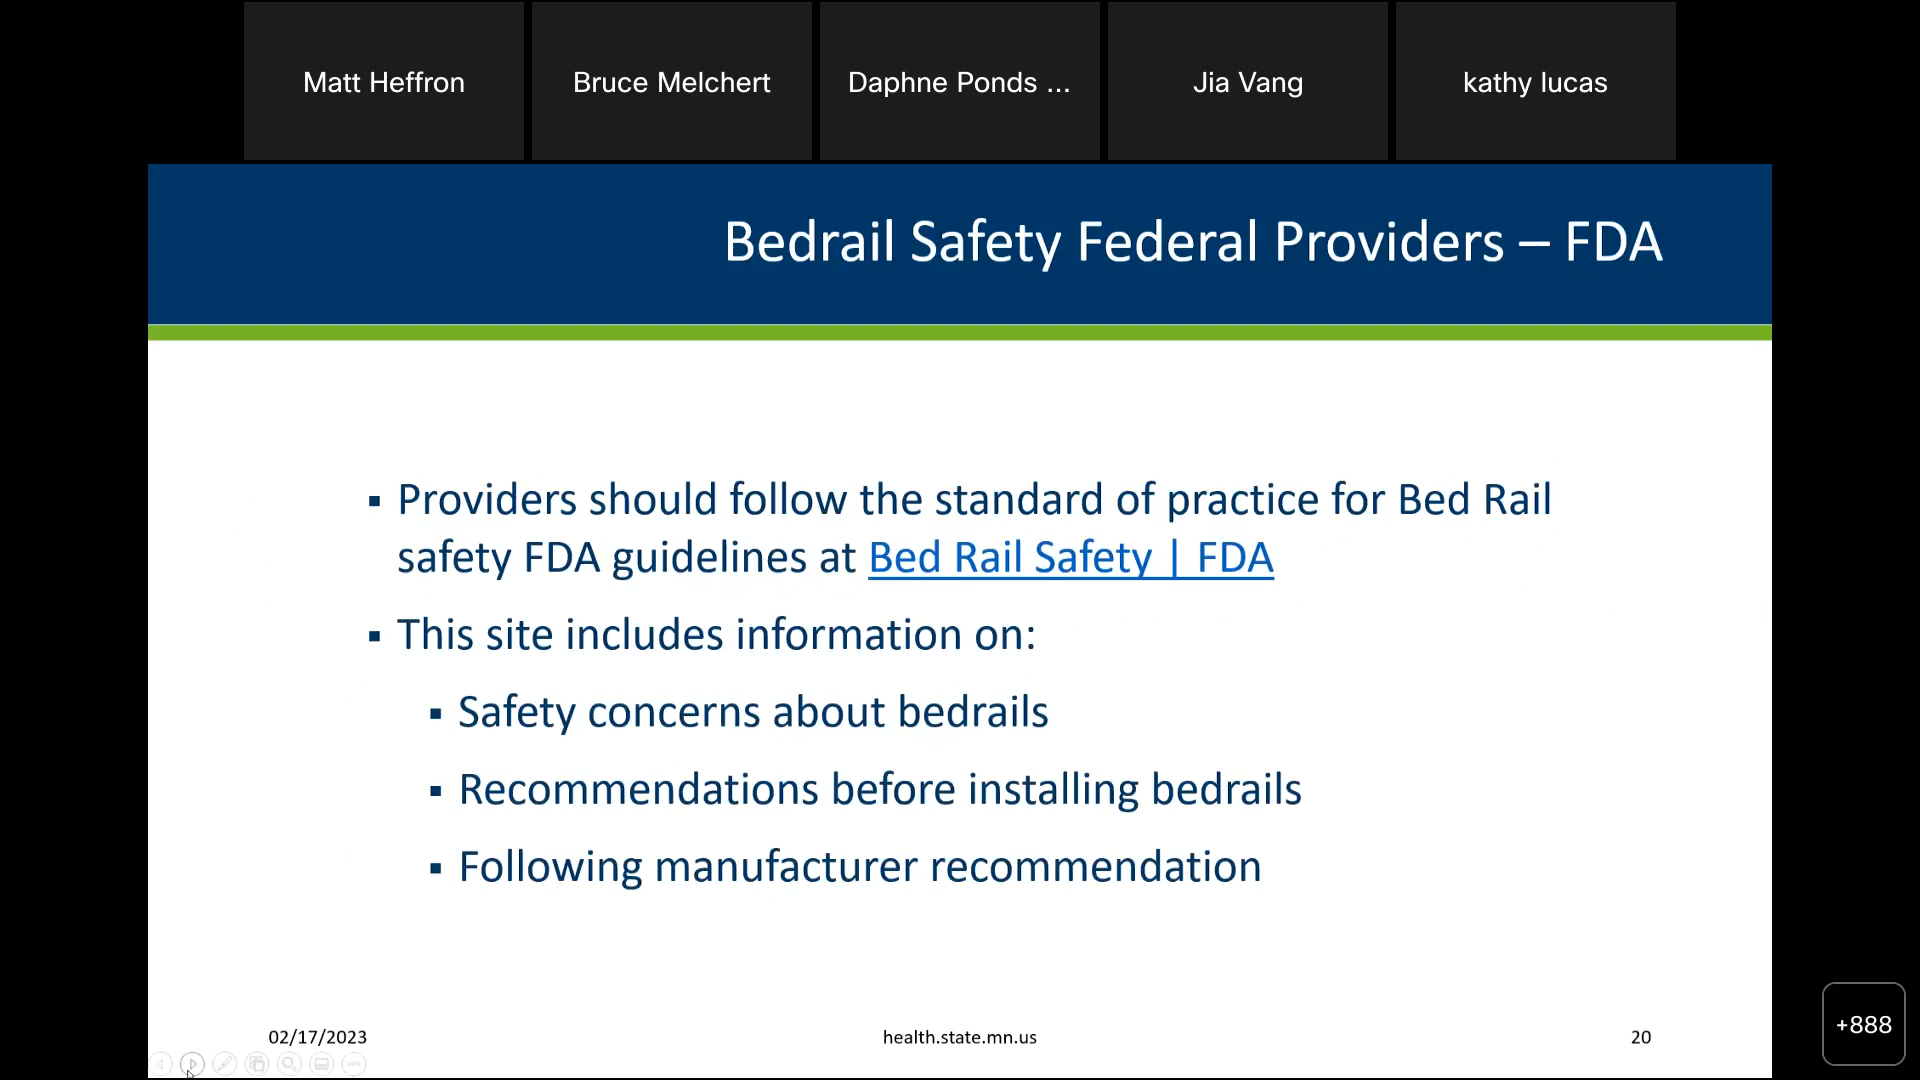 Matt Heffron
Bruce Melchert
Daphne Ponds ...
Jia Vang
kathy lucas
Bedrail Safety Federal Providers – FDA
▪ Providers should follow the standard of practice for Bed Rail
safety FDA guidelines at Bed Rail Safety | FDA
▪ This site includes information on:
▪ Safety concerns about bedrails
▪ Recommendations before installing bedrails
▪ Following manufacturer recommendation
02/17/2023
health.state.mn.us
20
+888